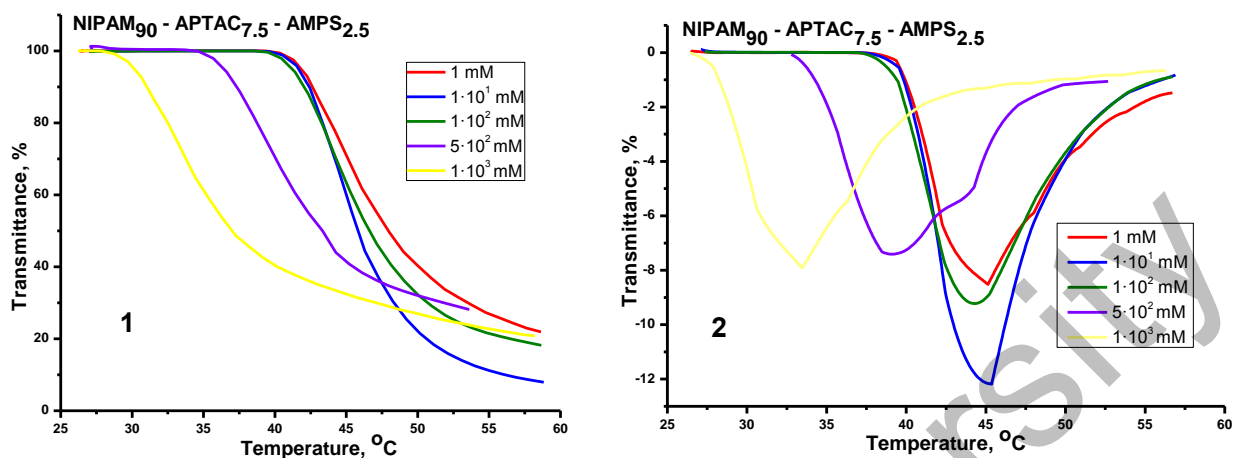 NIPAM₉₀ - APTAC₇.₅ - AMPS₂.₅
100
80
60
40
20
0
Transmittance, %
1 mM
1·10¹ mM
1·10² mM
5·10² mM
1·10³ mM
1
20 25 30 35 40 45 50 55 60
Temperature, °C
NIPAM₉₀ - APTAC₇.₅ - AMPS₂.₅
0
-2
-4
-6
-8
-10
-12
Transmittance, %
1 mM
1·10¹ mM
1·10² mM
5·10² mM
1·10³ mM
2
25 30 35 40 45 50 55 60
Temperature, °C
rsity